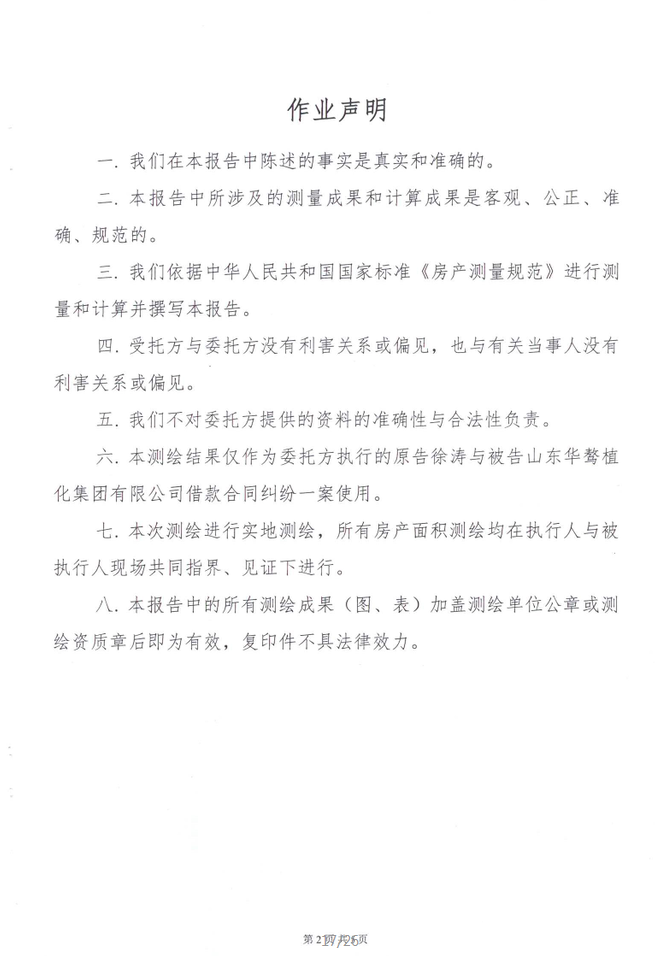 作业声明
一. 我们在本报告中陈述的事实是真实和准确的。
二. 本报告中所涉及的测量成果和计算成果是客观、公正、准
确、规范的。
三. 我们依据中华人民共和国国家标准《房产测量规范》进行测
量和计算并撰写本报告。
四. 受托方与委托方没有利害关系或偏见，也与有关当事人没有
利害关系或偏见。
五. 我们不对委托方提供的资料的准确性与合法性负责。
六. 本测绘结果仅作为委托方执行的原告徐涛与被告山东华骜植
化集团有限公司借款合同纠纷一案使用。
七. 本次测绘进行实地测绘，所有房产面积测绘均在执行人与被
执行人现场共同指界、见证下进行。
八. 本报告中的所有测绘成果（图、表）加盖测绘单位公章或测
绘资质章后即为有效，复印件不具法律效力。
第 2 页 共 页